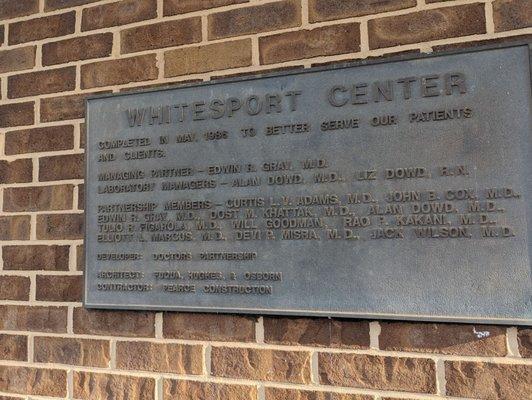 WHITESPORT CENTER
COMPLETED IN MAY, 1986 TO BETTER SERVE OUR PATIENTS
AND CLIENTS.
MANAGING PARTNER – EDWIN R. GRAY, M.D.
LABORATORY MANAGERS – ALAN DOWD, M.D., LIZ DOWD, R.N.
PARTNERSHIP MEMBERS – CURTIS L.V. ADAMS, M.D., JOHN R. COX, M.D.,
EDWIN R. GRAY, M.D., DOST M. KHATTAK, M.D., ALAN DOWD, M.D.,
TULIO R. FIGAROLA, M.D., WILL GOODMAN, RAO L. KAKANI, M.D.,
ELLIOTT L. MARCUS, M.D., DEVI P. MISRA, M.D., JACK WILSON, M.D.
DEVELOPER: DOCTORS PARTNERSHIP
ARCHITECT: FUQUA, HUGHES, & OSBORN
CONTRACTOR: PEARCE CONSTRUCTION